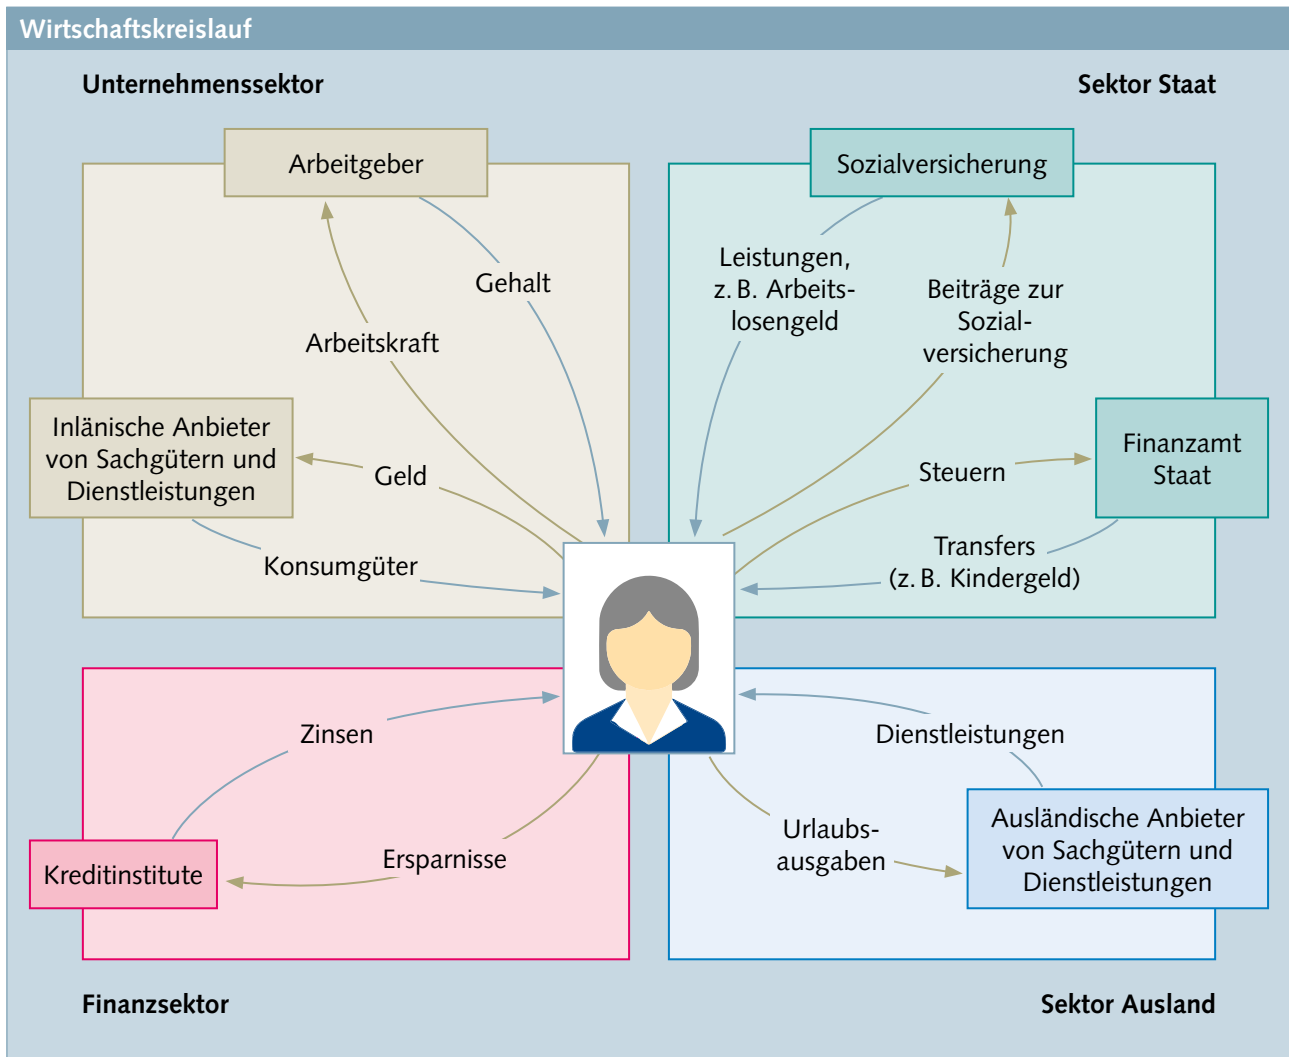 Wirtschaftskreislauf
Unternehmenssektor
Sektor Staat
Arbeitgeber
Sozialversicherung
Gehalt
Arbeitskraft
Leistungen,
z. B. Arbeits-
losengeld
Beiträge zur
Sozial-
versicherung
Inlänische Anbieter
von Sachgütern und
Dienstleistungen
Geld
Konsumgüter
Steuern
Finanzamt
Staat
Transfers
(z. B. Kindergeld)
Zinsen
Ersparnisse
Kreditinstitute
Dienstleistungen
Urlaubs-
ausgaben
Ausländische Anbieter
von Sachgütern und
Dienstleistungen
Finanzsektor
Sektor Ausland